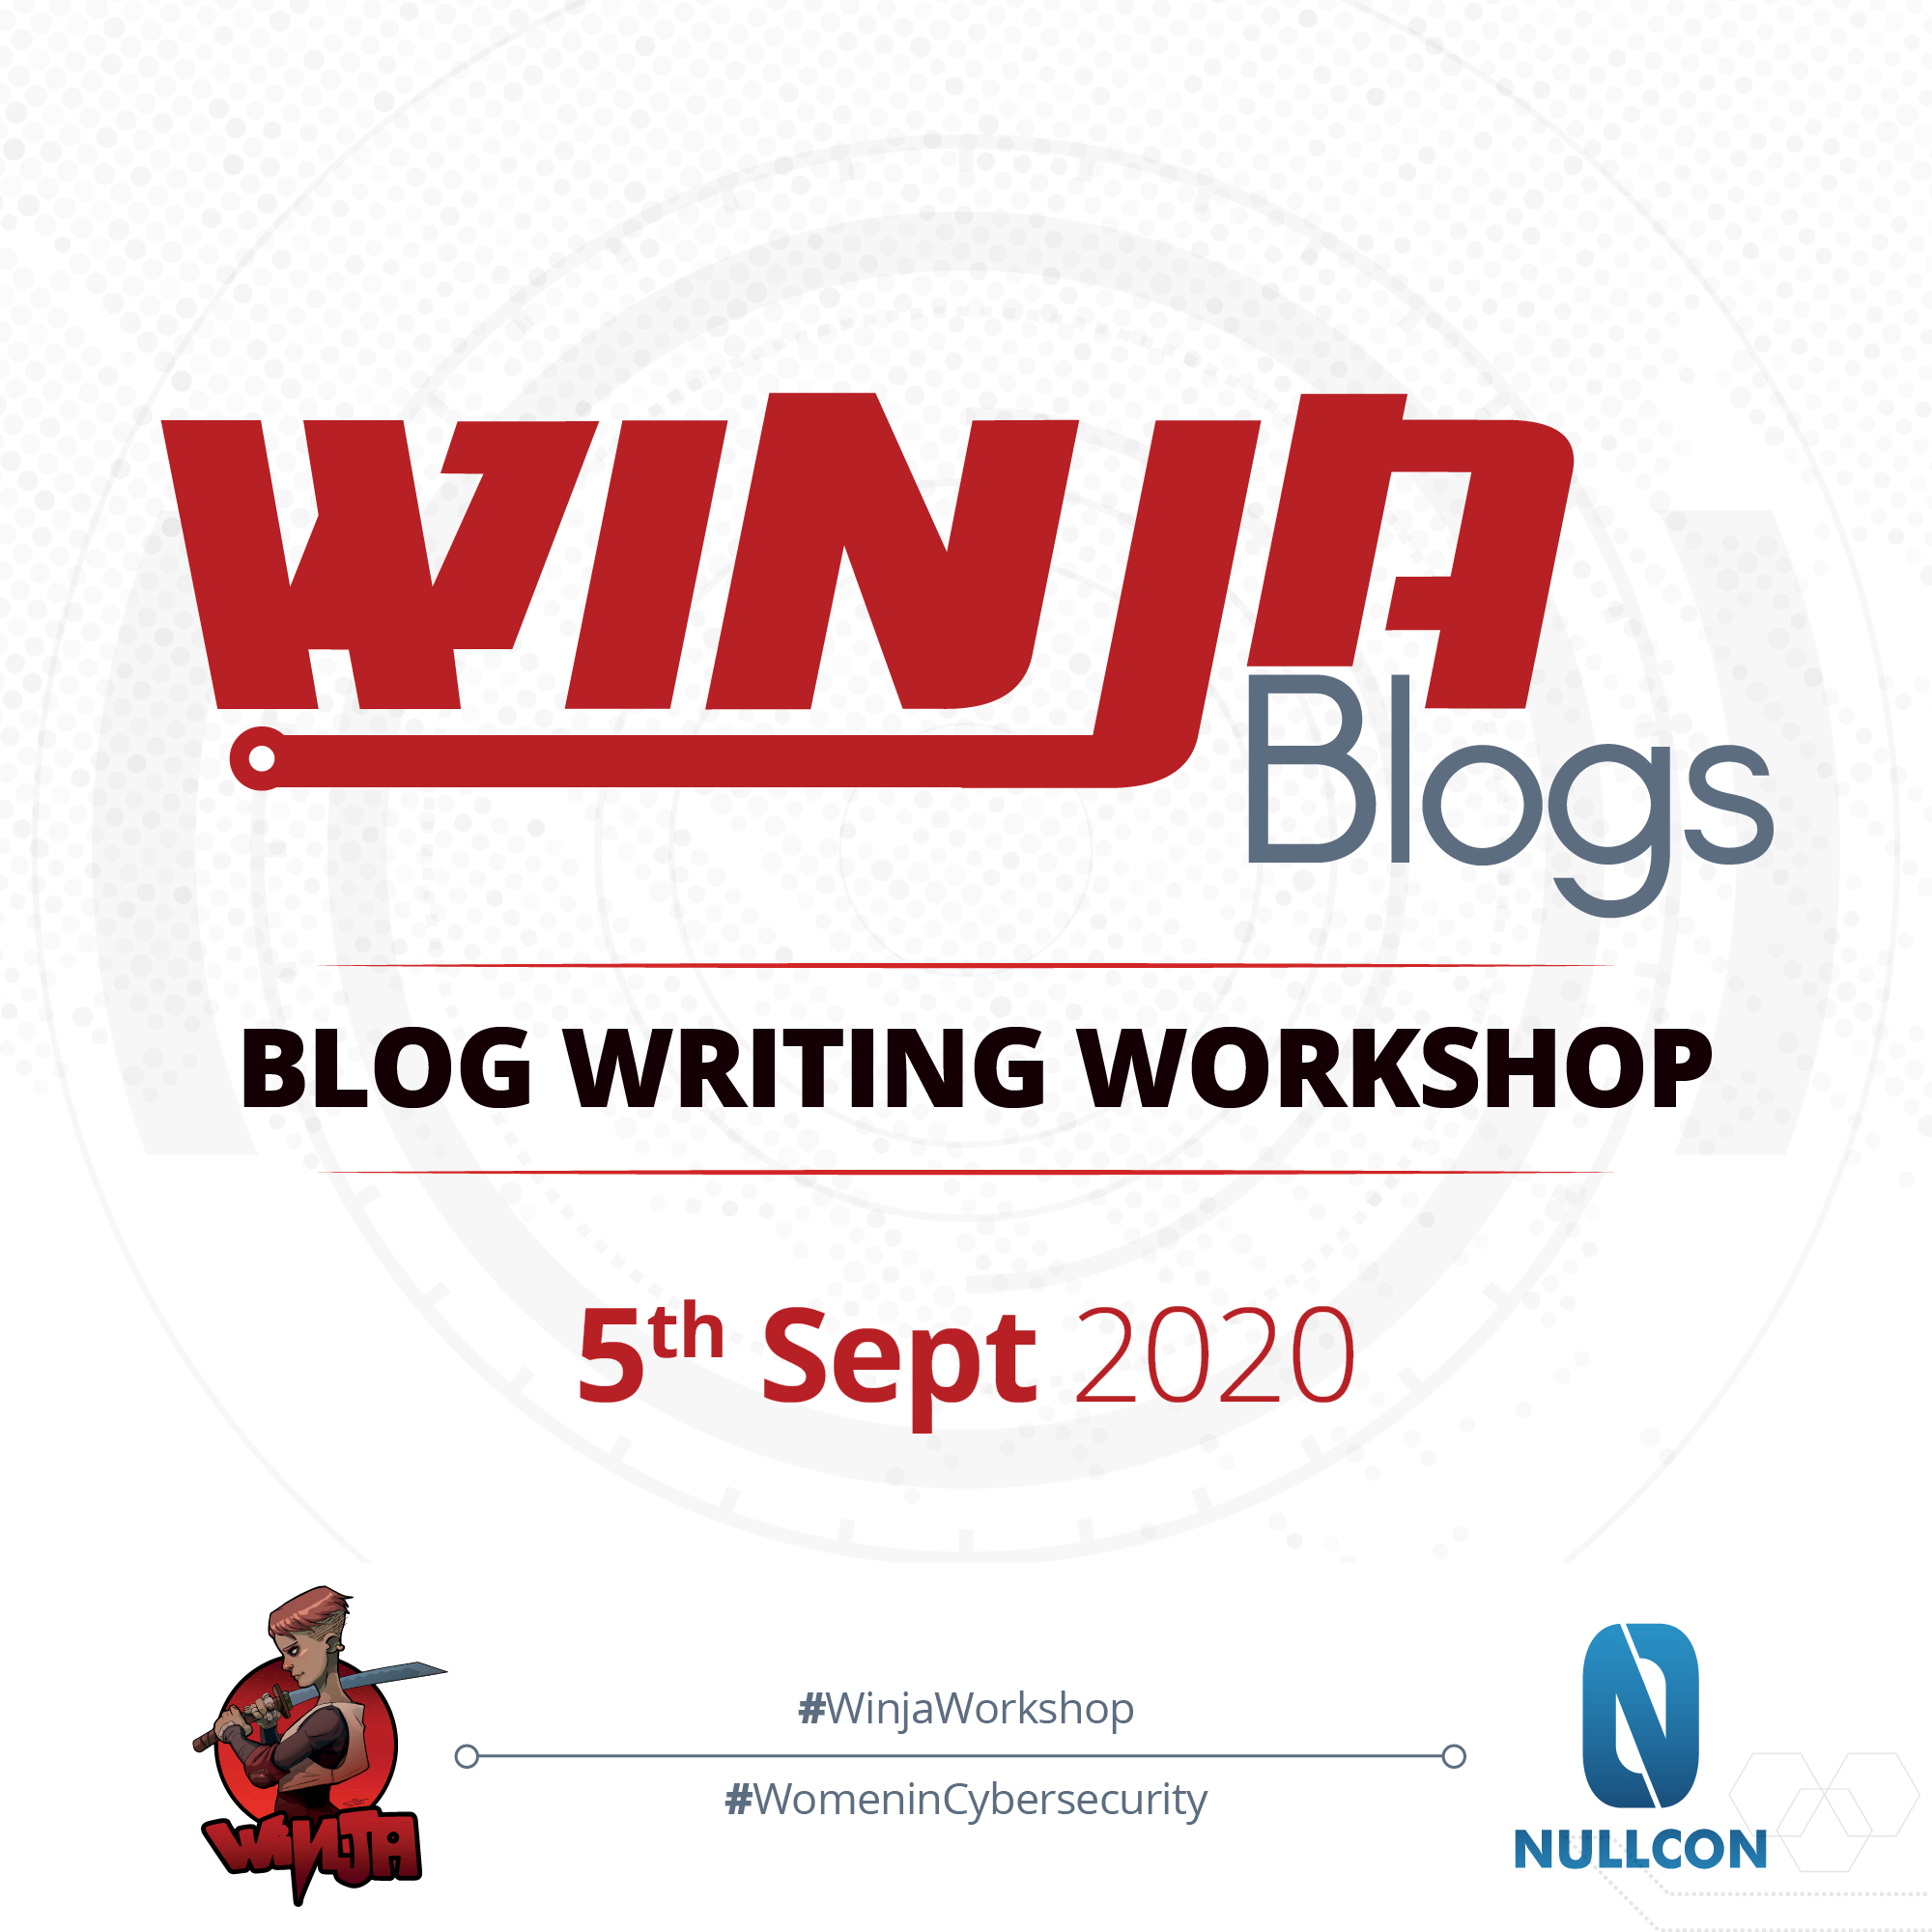 WINJA
Blogs
BLOG WRITING WORKSHOP
5th Sept 2020
#WinjaWorkshop
#WomeninCybersecurity
WINJA
NULLCON